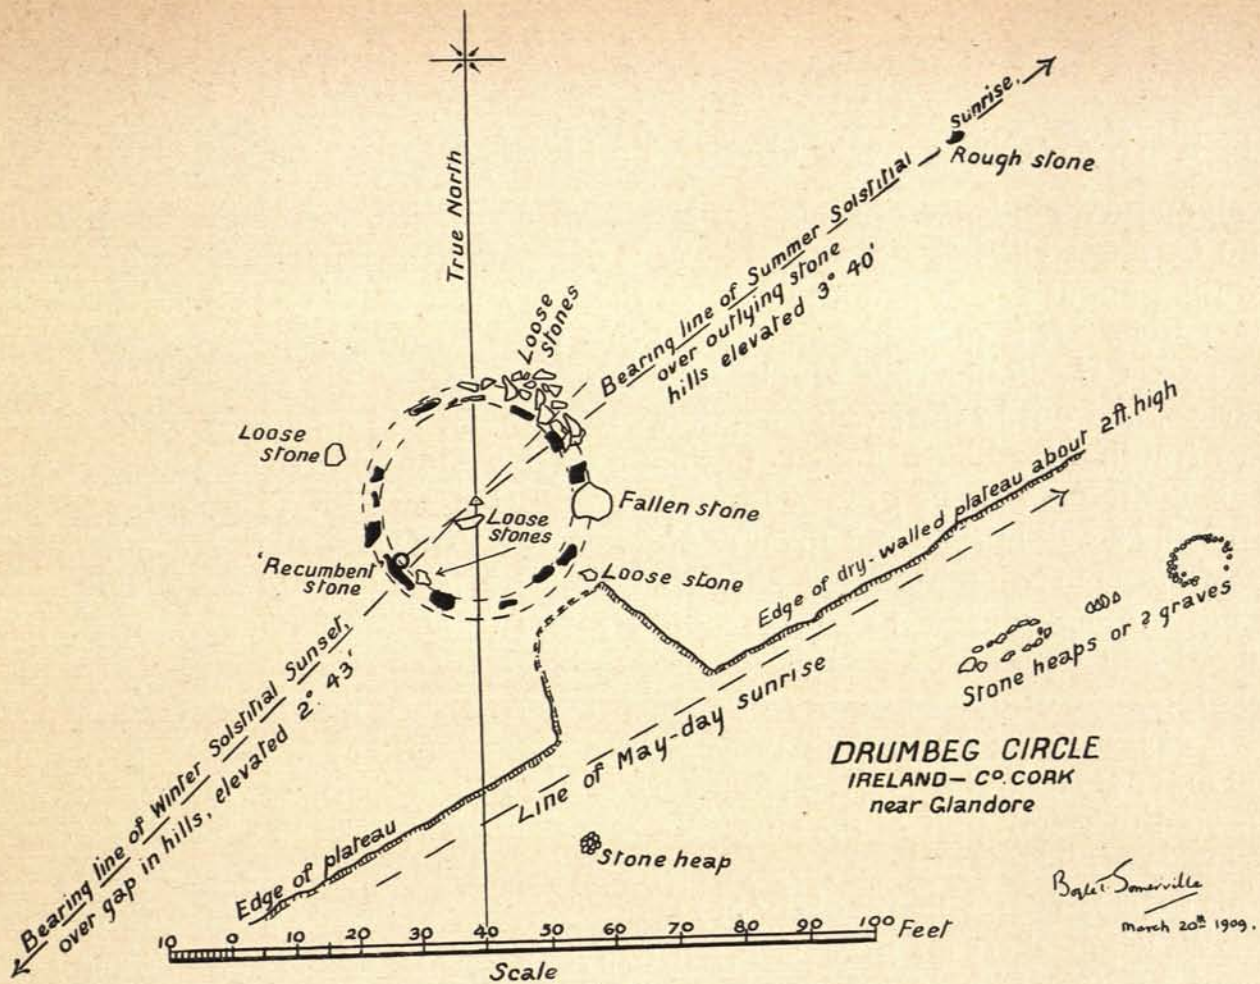 True North
Sunrise.
Rough stone
Bearing line of Summer Solstitial
over outlying stone
hills elevated 3° 40'
Loose
stones
Loose
stone
Fallen stone
Loose
stones
'Recumbent
stone
Loose stone
Edge of dry-walled plateau about 2ft. high
Stone heaps or ? graves
Bearing line of Winter Solstitial Sunset,
over gap in hills, elevated 2° 43'
Line of May-day sunrise
DRUMBEG CIRCLE
IRELAND - Co. CORK
near Glandore
Edge of plateau
Stone heap
Boyle T. Somerville
March 20th 1909.
10 0 10 20 30 40 50 60 70 80 90 100 Feet
Scale